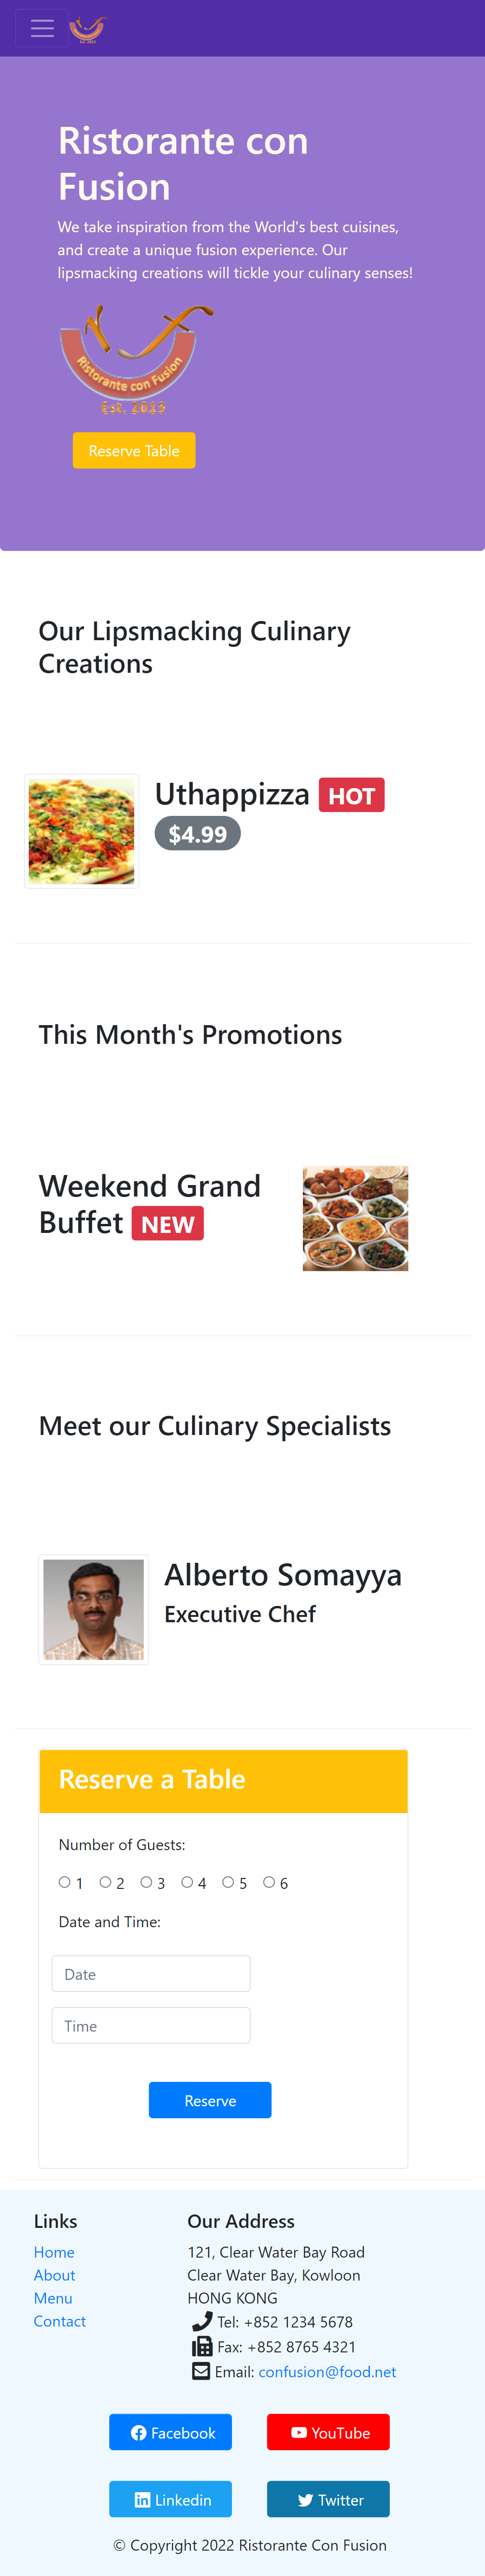 Est. 2013
Ristorante con
Fusion
We take inspiration from the World's best cuisines,
and create a unique fusion experience. Our
lipsmacking creations will tickle your culinary senses!
Ristorante con Fusion
Est. 2013
Reserve Table
Our Lipsmacking Culinary
Creations
Uthappizza HOT
$4.99
This Month's Promotions
Weekend Grand
Buffet NEW
Meet our Culinary Specialists
Alberto Somayya
Executive Chef
Reserve a Table
Number of Guests:
1 2 3 4 5 6
Date and Time:
Date
Time
Reserve
Links
Home
About
Menu
Contact
Our Address
121, Clear Water Bay Road
Clear Water Bay, Kowloon
HONG KONG
Tel: +852 1234 5678
Fax: +852 8765 4321
Email: confusion@food.net
Facebook
YouTube
Linkedin
Twitter
© Copyright 2022 Ristorante Con Fusion